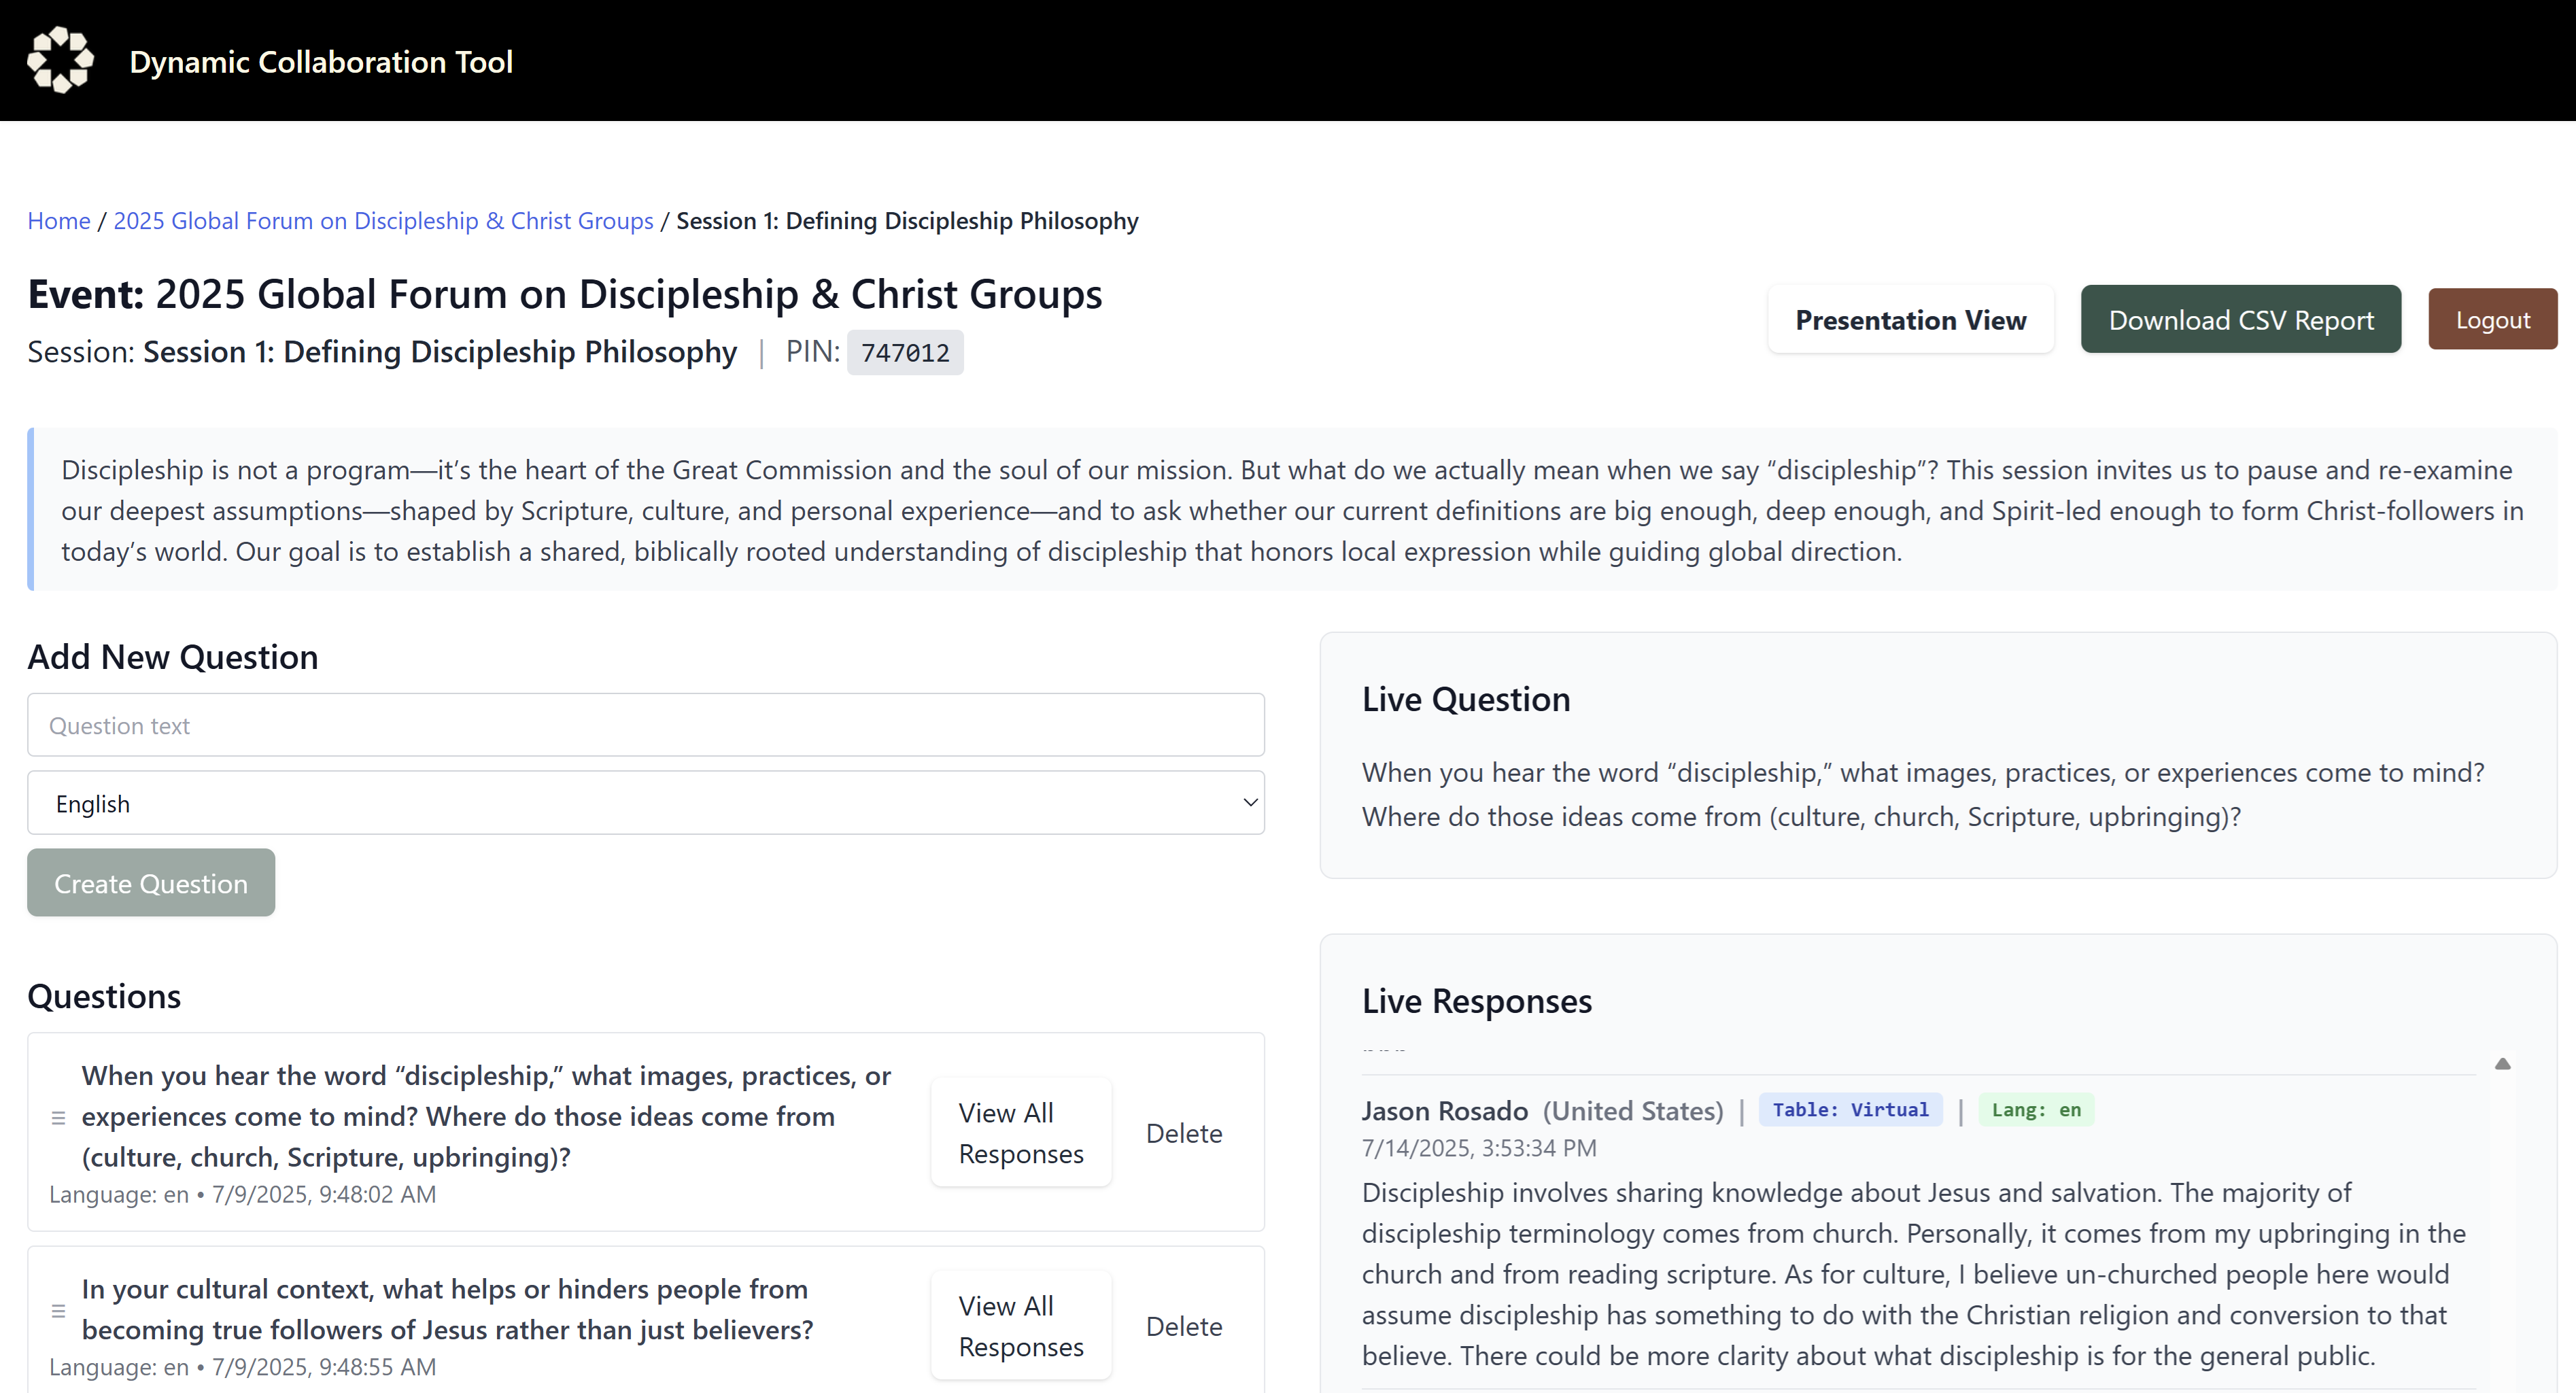 Dynamic Collaboration Tool
Home / 2025 Global Forum on Discipleship & Christ Groups / Session 1: Defining Discipleship Philosophy
Event: 2025 Global Forum on Discipleship & Christ Groups
Session: Session 1: Defining Discipleship Philosophy | PIN: 747012
Presentation View
Download CSV Report
Logout
Discipleship is not a program—it’s the heart of the Great Commission and the soul of our mission. But what do we actually mean when we say “discipleship”? This session invites us to pause and re-examine
our deepest assumptions—shaped by Scripture, culture, and personal experience—and to ask whether our current definitions are big enough, deep enough, and Spirit-led enough to form Christ-followers in
today’s world. Our goal is to establish a shared, biblically rooted understanding of discipleship that honors local expression while guiding global direction.
Add New Question
Question text
English
Create Question
Questions
When you hear the word “discipleship,” what images, practices, or
experiences come to mind? Where do those ideas come from
(culture, church, Scripture, upbringing)?
Language: en • 7/9/2025, 9:48:02 AM
View All
Responses
Delete
In your cultural context, what helps or hinders people from
becoming true followers of Jesus rather than just believers?
Language: en • 7/9/2025, 9:48:55 AM
View All
Responses
Delete
Live Question
When you hear the word “discipleship,” what images, practices, or experiences come to mind?
Where do those ideas come from (culture, church, Scripture, upbringing)?
Live Responses
Jason Rosado (United States) | Table: Virtual | Lang: en
7/14/2025, 3:53:34 PM
Discipleship involves sharing knowledge about Jesus and salvation. The majority of
discipleship terminology comes from church. Personally, it comes from my upbringing in the
church and from reading scripture. As for culture, I believe un-churched people here would
assume discipleship has something to do with the Christian religion and conversion to that
believe. There could be more clarity about what discipleship is for the general public.